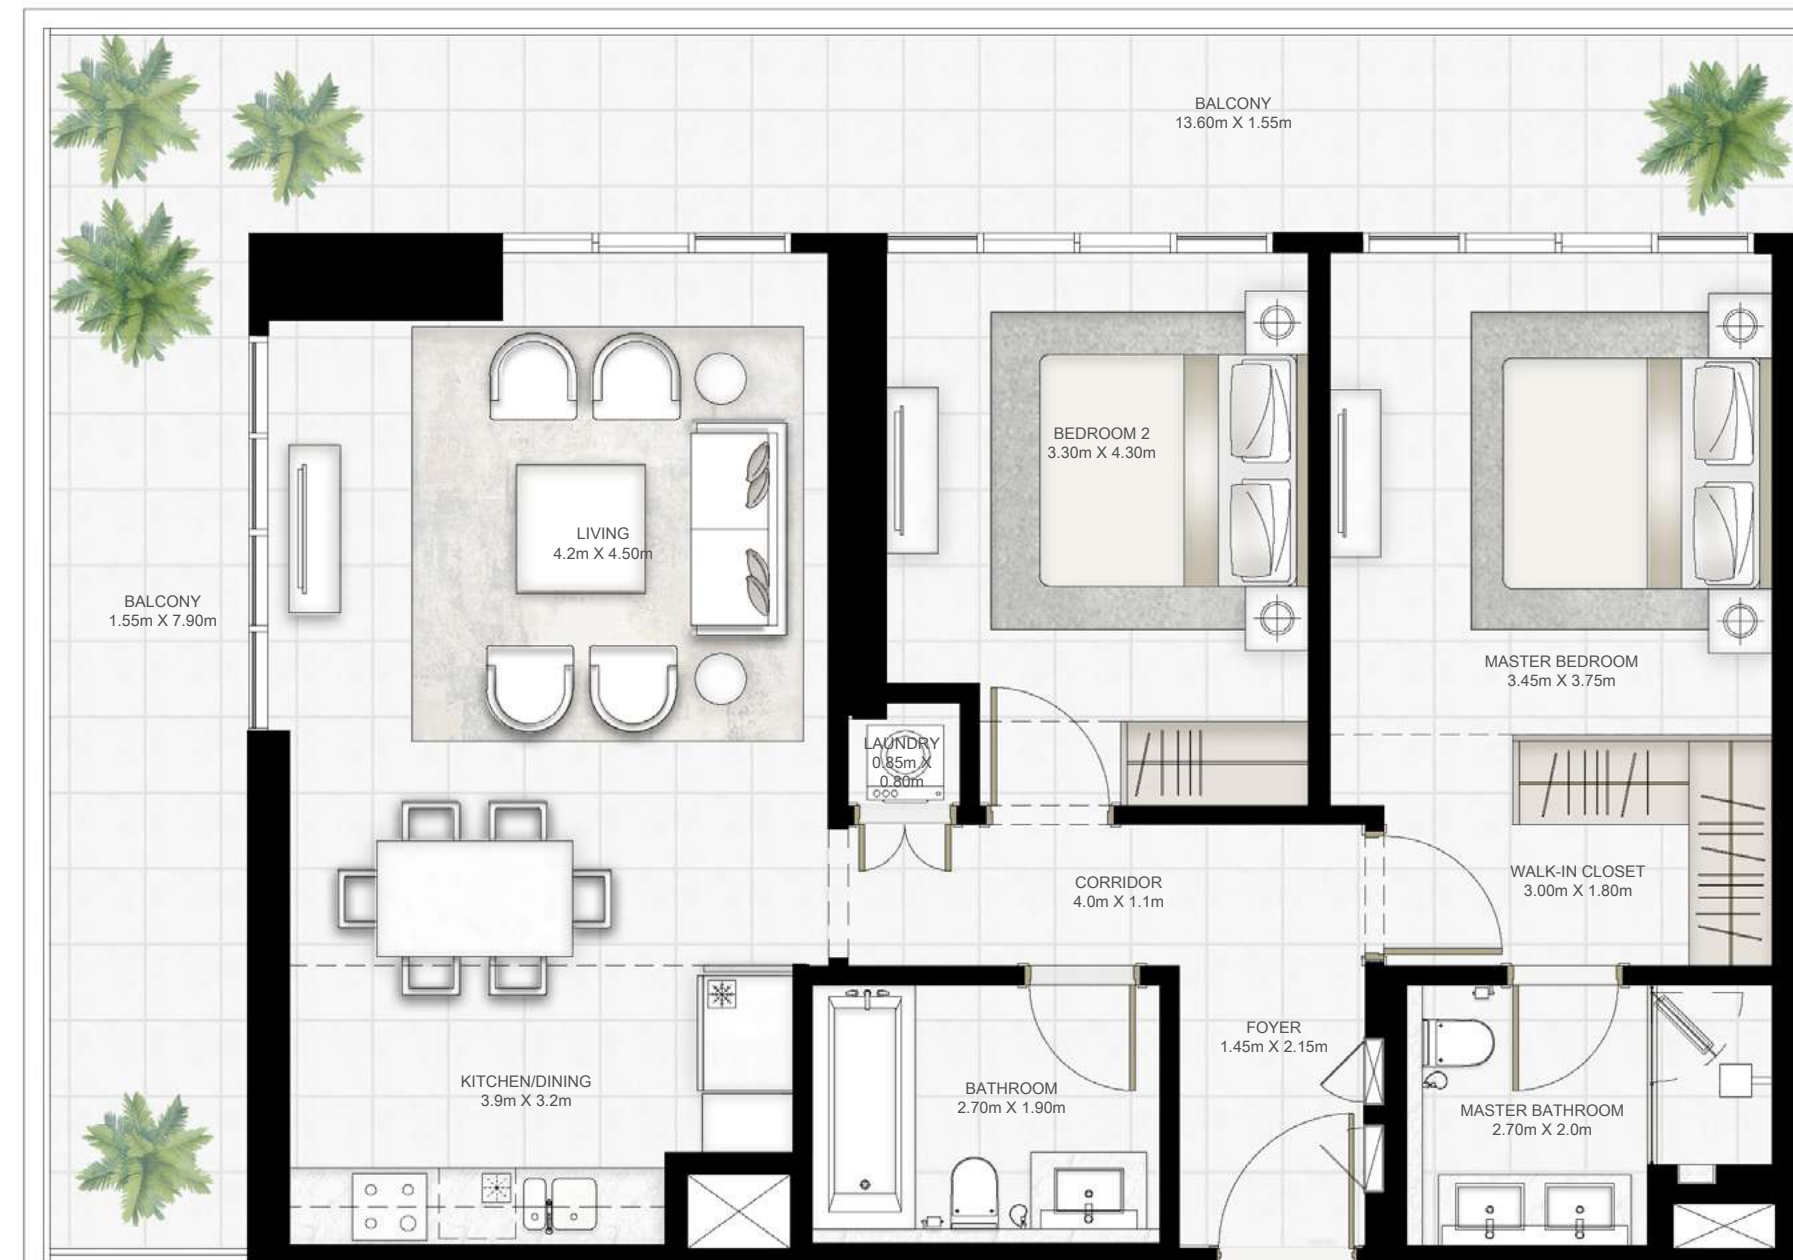 BALCONY
13.60m X 1.55m
BEDROOM 2
3.30m X 4.30m
LIVING
4.2m X 4.50m
BALCONY
1.55m X 7.90m
MASTER BEDROOM
3.45m X 3.75m
LAUNDRY
0.85m X
0.80m
WALK-IN CLOSET
3.00m X 1.80m
CORRIDOR
4.0m X 1.1m
FOYER
1.45m X 2.15m
KITCHEN/DINING
3.9m X 3.2m
BATHROOM
2.70m X 1.90m
MASTER BATHROOM
2.70m X 2.0m